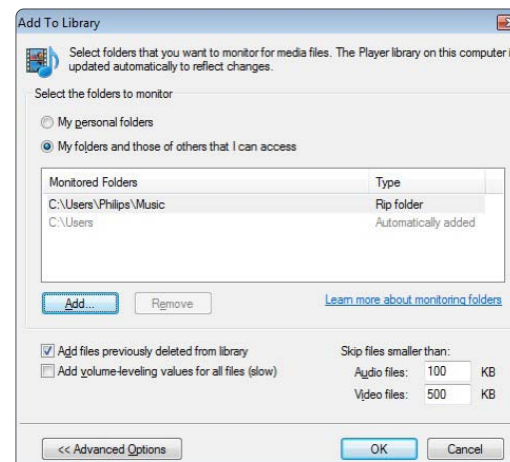 Add To Library
Select folders that you want to monitor for media files. The Player library on this computer
updated automatically to reflect changes.
Select the folders to monitor
My personal folders
My folders and those of others that I can access
Monitored Folders Type
C:\Users\Philips\Music Rip folder
C:\Users Automatically added
Add... Remove Learn more about monitoring folders
Add files previously deleted from library Skip files smaller than:
Add volume-leveling values for all files (slow) Audio files: 100 KB
Video files: 500 KB
<< Advanced Options OK Cancel